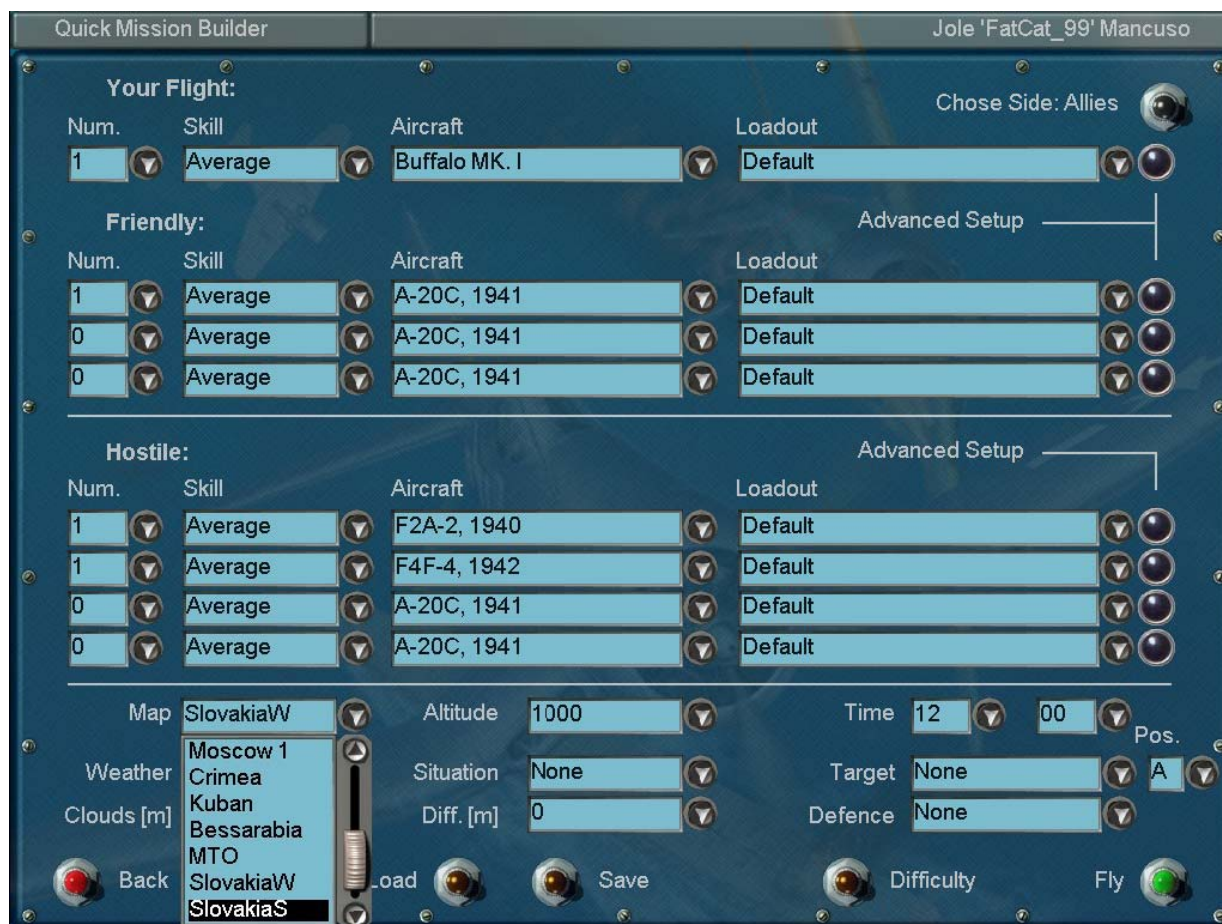 Quick Mission Builder Jole 'FatCat_99' Mancuso
Your Flight:
Chose Side: Allies
Num. Skill Aircraft Loadout
1 Average Buffalo MK. I Default
Friendly: Advanced Setup
Num. Skill Aircraft Loadout
1 Average A-20C, 1941 Default
0 Average A-20C, 1941 Default
0 Average A-20C, 1941 Default
Hostile: Advanced Setup
Num. Skill Aircraft Loadout
1 Average F2A-2, 1940 Default
1 Average F4F-4, 1942 Default
0 Average A-20C, 1941 Default
0 Average A-20C, 1941 Default
Map SlovakiaW Altitude 1000 Time 12 00
Pos.
Weather Situation None Target None A
Clouds [m] Diff. [m] 0 Defence None
Moscow 1
Crimea
Kuban
Bessarabia
MTO
SlovakiaW
SlovakiaS
Back Load Save Difficulty Fly